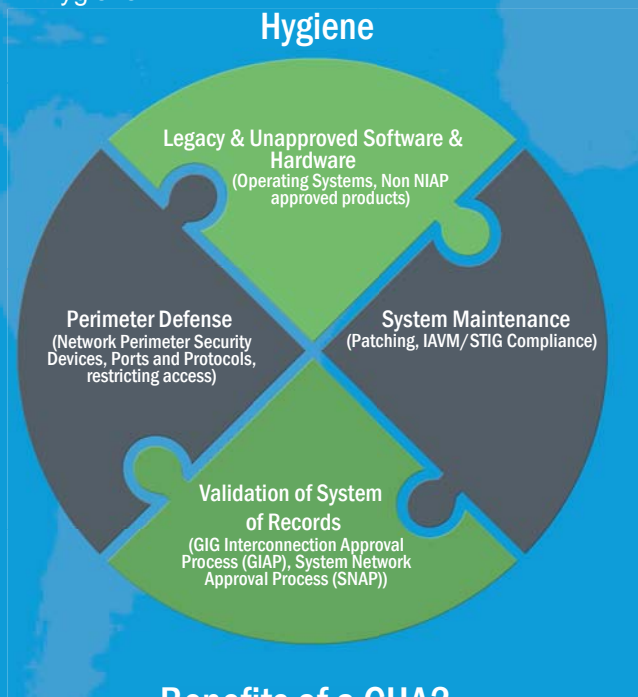 Hygiene
Legacy & Unapproved Software &
Hardware
(Operating Systems, Non NIAP
approved products)
Perimeter Defense
(Network Perimeter Security
Devices, Ports and Protocols,
restricting access)
System Maintenance
(Patching, IAVM/STIG Compliance)
Validation of System
of Records
(GIG Interconnection Approval
Process (GIAP), System Network
Approval Process (SNAP))
Benefits of a